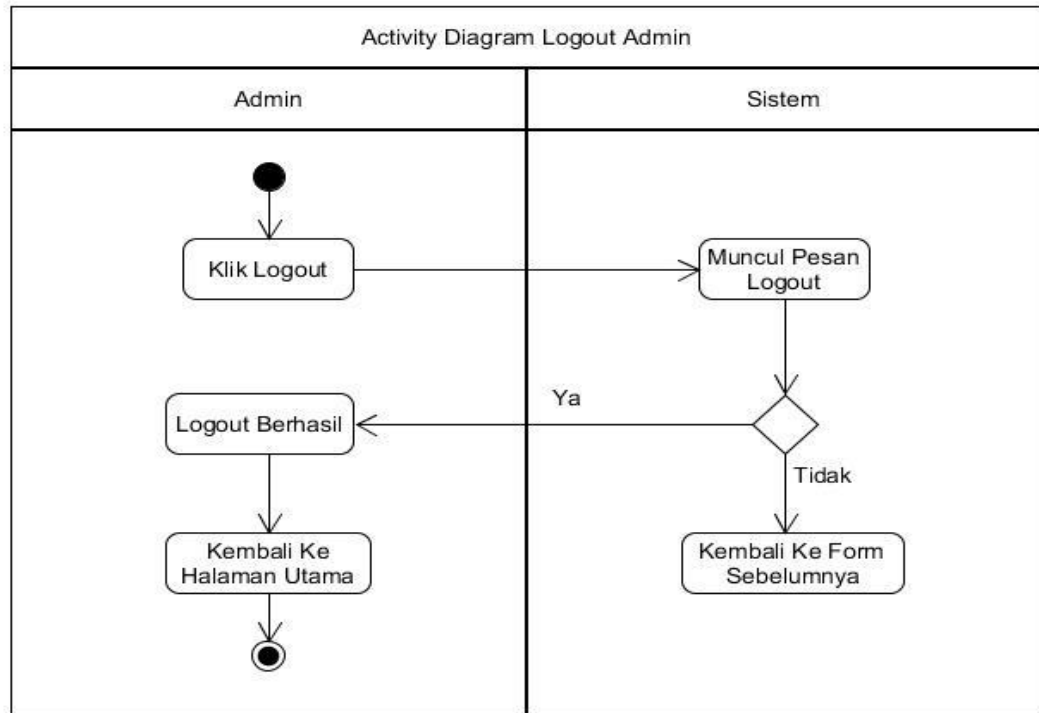 Activity Diagram Logout Admin
Admin
Sistem
Klik Logout
Muncul Pesan
Logout
Ya
Logout Berhasil
Tidak
Kembali Ke
Halaman Utama
Kembali Ke Form
Sebelumnya